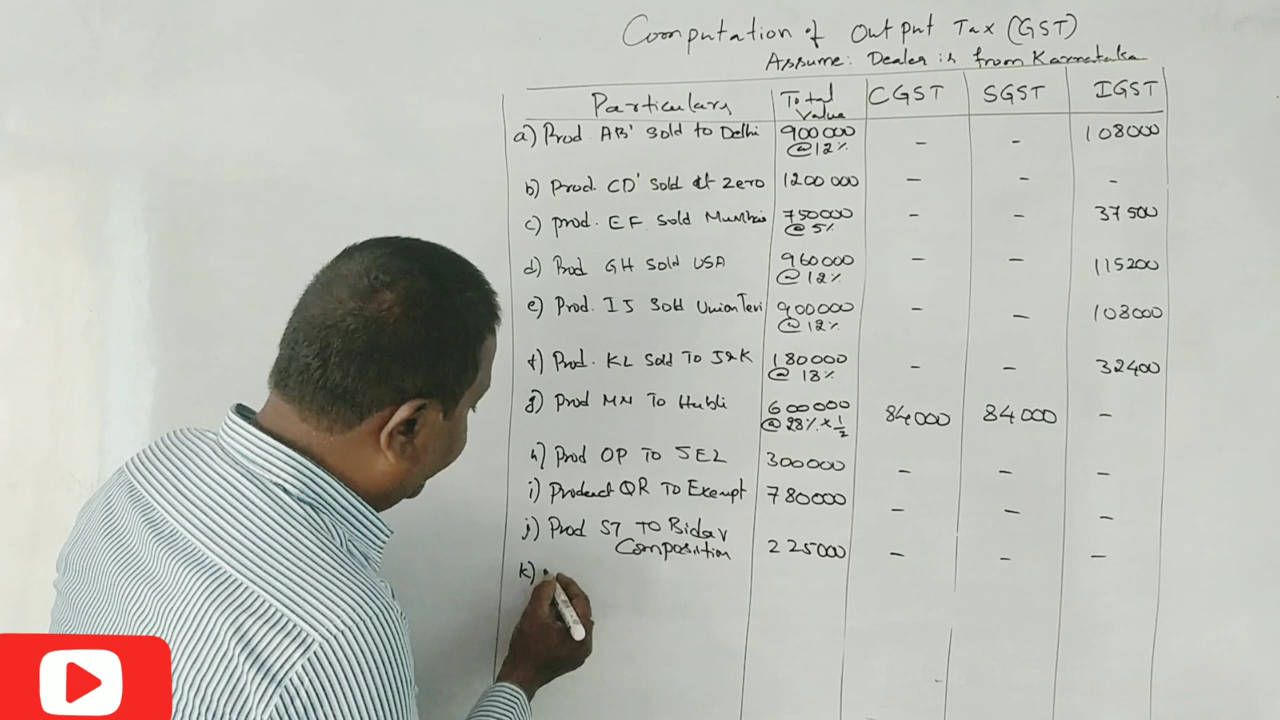 Computation of Output Tax (GST)
Assume: Dealer is from Karnataka
Particulars Total Value CGST SGST IGST
a) Prod AB' Sold to Delhi 900000 @12% - - 108000
b) Prod. CD' Sold at Zero 1200000 - - -
c) Prod. EF Sold Mumbai 750000 @5% - - 37500
d) Prod GH Sold USA 960000 @12% - - 115200
e) Prod. IJ Sold Union Teri 900000 @12% - - 108000
f) Prod. KL Sold To J&K 180000 @ 18% - - 32400
g) Prod MN To Hubli 600000 @28% x 1/2 84000 84000 -
h) Prod OP To SEZ 300000 - - -
i) Product QR To Exempt 780000 - - -
j) Prod ST To Bidar
Composition 225000 - - -
k)